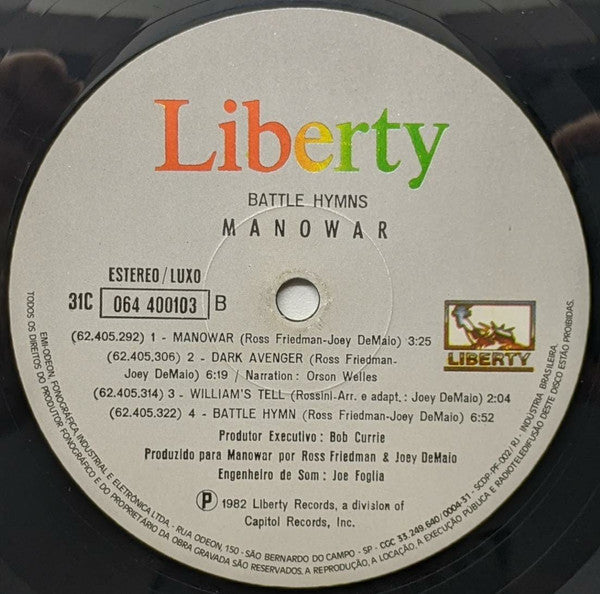 Liberty
BATTLE HYMNS
MANOWAR
ESTEREO/LUXO
31C 064 400103 B
LIBERTY
(62.405.292) 1 - MANOWAR (Ross Friedman-Joey DeMaio) 3:25
(62.405.306) 2 - DARK AVENGER (Ross Friedman-
Joey DeMaio) 6:19 / Narration: Orson Welles
(62.405.314) 3 - WILLIAM'S TELL (Rossini-Arr. e adapt.: Joey DeMaio) 2:04
(62.405.322) 4 - BATTLE HYMN (Ross Friedman-Joey DeMaio) 6:52
Produtor Executivo: Bob Currie
Produzido para Manowar por Ross Friedman & Joey DeMaio
Engenheiro de Som: Joe Foglia
Ⓟ 1982 Liberty Records, a division of
Capitol Records, Inc.
EMI-ODEON, FONOGRÁFICA, INDUSTRIAL E ELETRÔNICA LTDA. - RUA ODEON, 150 - SÃO BERNARDO DO CAMPO - SP - CGC 33.249.640/0004-31 - SCDP-PF-002/RJ - INDÚSTRIA BRASILEIRA.
TODOS OS DIREITOS DO PRODUTOR FONOGRÁFICO E DO PROPRIETÁRIO DA OBRA GRAVADA SÃO RESERVADOS. A REPRODUÇÃO, A LOCAÇÃO, A EXECUÇÃO PÚBLICA E RADIOTELEDIFUSÃO DESTE DISCO ESTÃO PROIBIDAS.